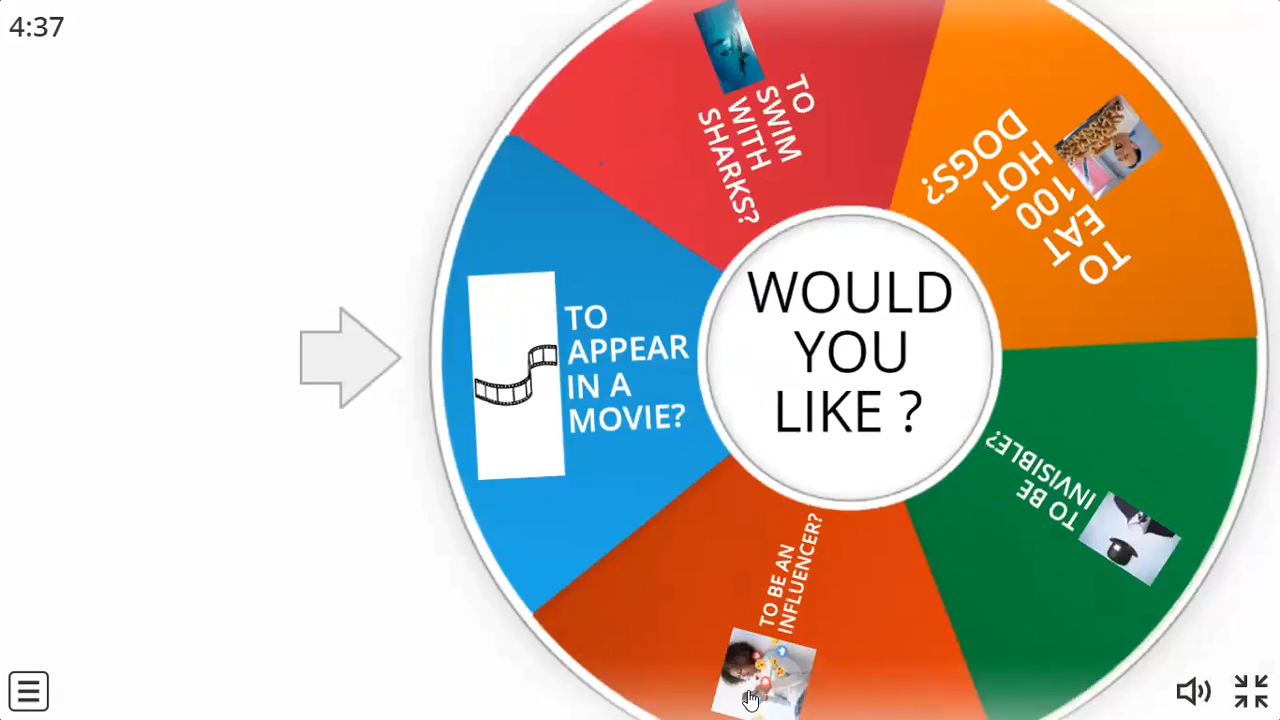 4:37
TO
SWIM
WITH
SHARKS?
TO
EAT
100
HOT
DOGS?
TO
APPEAR
IN A
MOVIE?
WOULD
YOU
LIKE ?
TO BE
INVISIBLE?
TO BE AN
INFLUENCER?